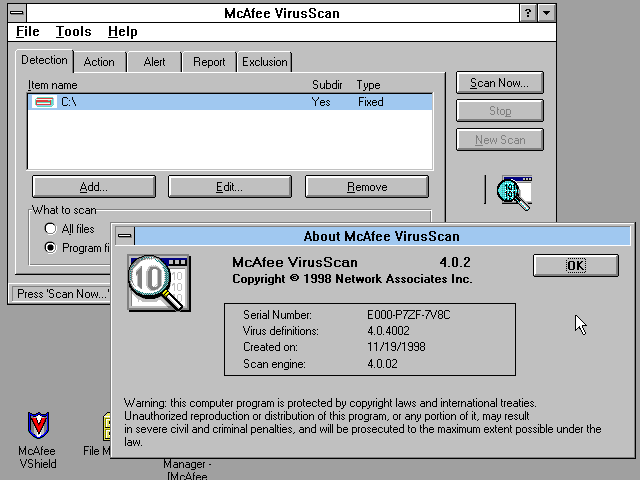 McAfee VirusScan
?
File Tools Help
Detection Action Alert Report Exclusion
Item name Subdir Type
C:\ Yes Fixed
Scan Now...
Stop
New Scan
Add... Edit... Remove
What to scan
All files
Program fi
Press 'Scan Now...'
About McAfee VirusScan
McAfee VirusScan 4.0.2
Copyright © 1998 Network Associates Inc.
OK
Serial Number: E000-P7ZF-7V8C
Virus definitions: 4.0.4002
Created on: 11/19/1998
Scan engine: 4.0.02
Warning: this computer program is protected by copyright laws and international treaties.
Unauthorized reproduction or distribution of this program, or any portion of it, may result
in severe civil and criminal penalties, and will be prosecuted to the maximum extent possible under the
law.
McAfee
VShield
File M
Manager -
[McAfee